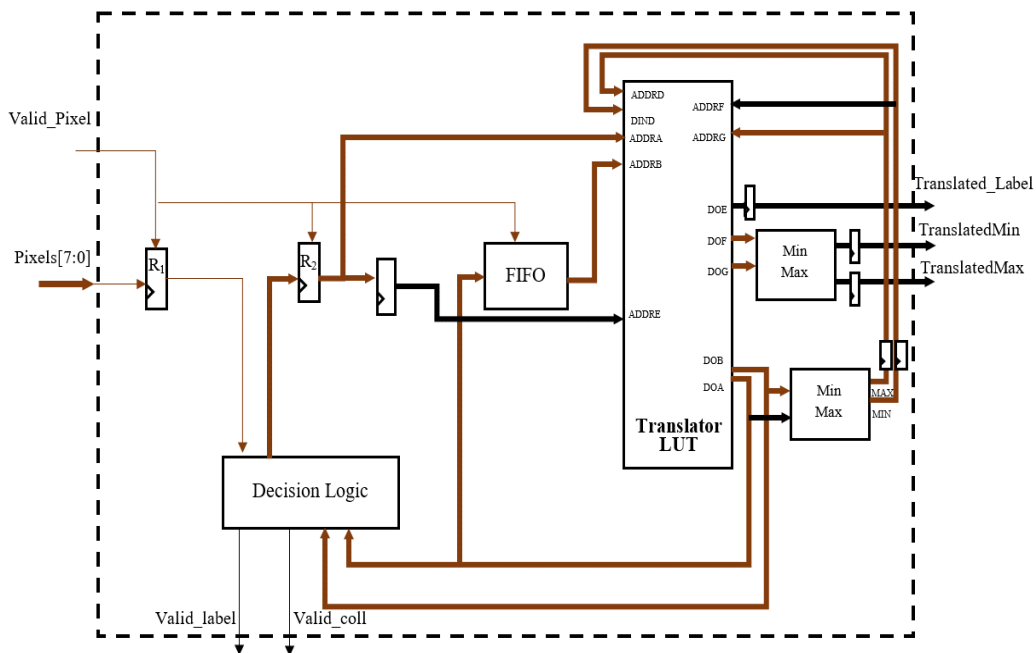 Valid_Pixel
Pixels[7:0]
R1
R2
FIFO
Decision Logic
Valid_label
Valid_coll
ADDRD
DIND
ADDRA
ADDRB
ADDRE
ADDRF
ADDRG
DOE
DOF
DOG
DOB
DOA
Translator
LUT
Min
Max
Min
Max
MAX
MIN
Translated_Label
TranslatedMin
TranslatedMax